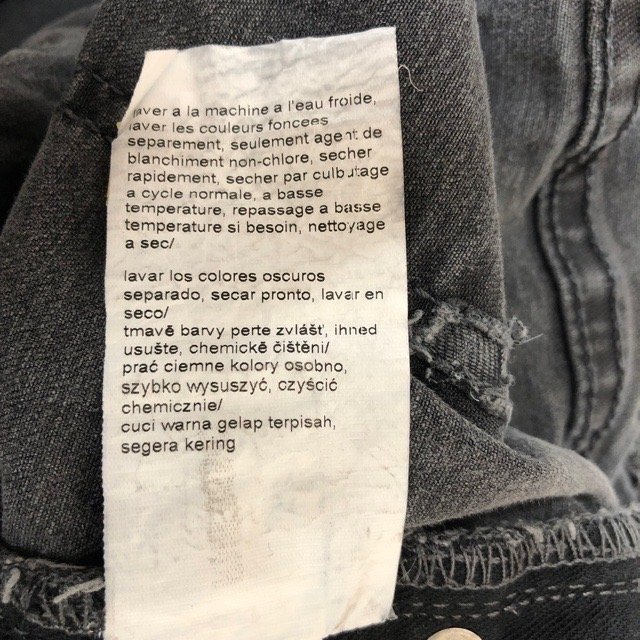 laver a la machine a l'eau froide,
laver les couleurs foncees
separement, seulement agent de
blanchiment non-chlore, secher
rapidement, secher par culbutage
a cycle normale, a basse
temperature, repassage a basse
temperature si besoin, nettoyage
a sec/
lavar los colores oscuros
separado, secar pronto, lavar en
seco/
tmavě barvy perte zvlášť, ihned
usušte, chemickě čištěni/
prać ciemne kolory osobno,
szybko wysuszyć, czyścić
chemicznie/
cuci warna gelap terpisah,
segera kering